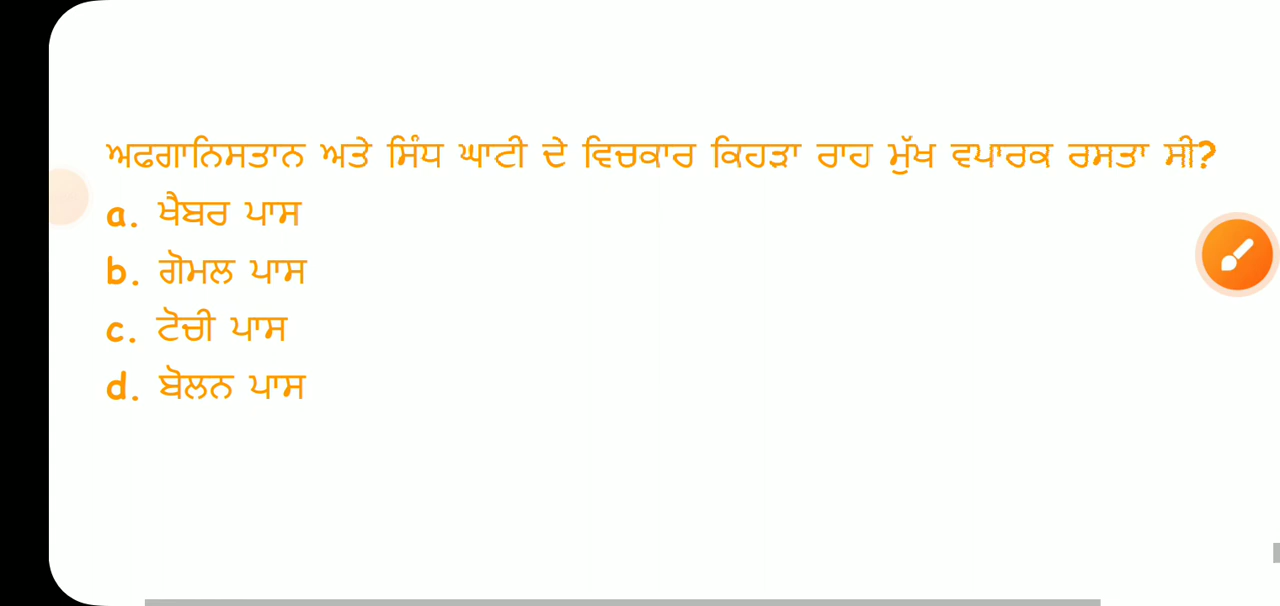 ਅਫਗਾਨਿਸਤਾਨ ਅਤੇ ਸਿੰਧ ਘਾਟੀ ਦੇ ਵਿਚਕਾਰ ਕਿਹੜਾ ਰਾਹ ਮੁੱਖ ਵਪਾਰਕ ਰਸਤਾ ਸੀ?
a. ਖੈਬਰ ਪਾਸ
b. ਗੋਮਲ ਪਾਸ
c. ਟੋਚੀ ਪਾਸ
d. ਬੋਲਨ ਪਾਸ